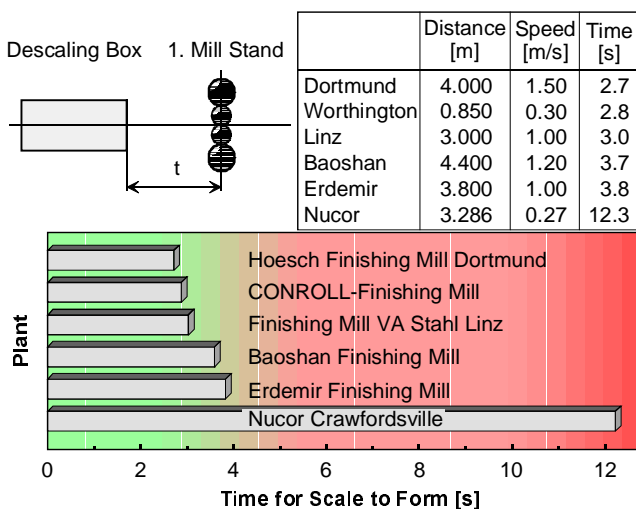 Descaling Box 1. Mill Stand
t
Distance [m] Speed [m/s] Time [s]
Dortmund 4.000 1.50 2.7
Worthington 0.850 0.30 2.8
Linz 3.000 1.00 3.0
Baoshan 4.400 1.20 3.7
Erdemir 3.800 1.00 3.8
Nucor 3.286 0.27 12.3
Plant
Hoesch Finishing Mill Dortmund
CONROLL-Finishing Mill
Finishing Mill VA Stahl Linz
Baoshan Finishing Mill
Erdemir Finishing Mill
Nucor Crawfordsville
0 2 4 6 8 10 12
Time for Scale to Form [s]